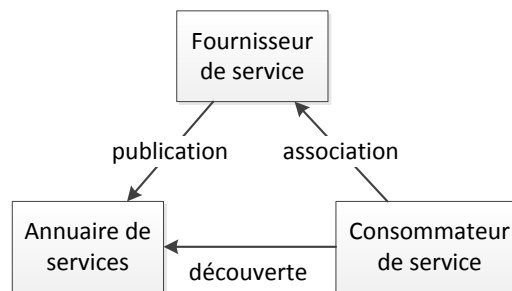 Fournisseur
de service
publication
association
Annuaire de
services
Consommateur
de service
découverte